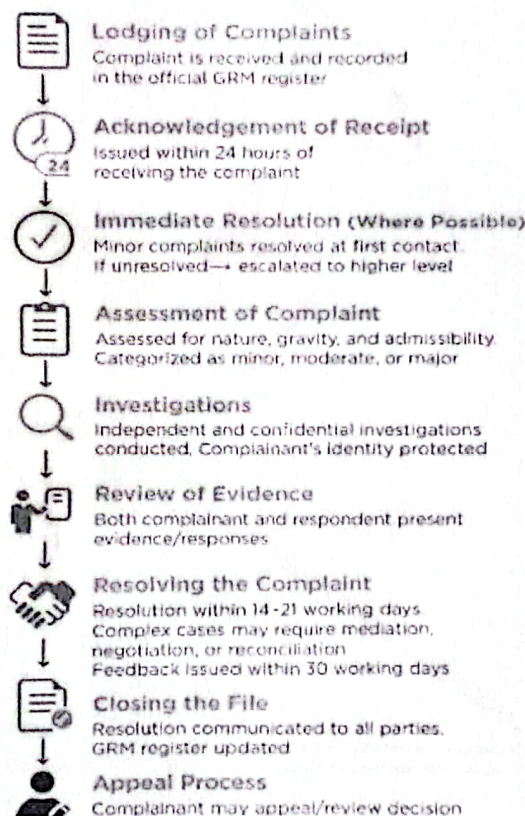 Lodging of Complaints
Complaint is received and recorded
in the official GRM register
Acknowledgement of Receipt
24
Issued within 24 hours of
receiving the complaint
Immediate Resolution (Where Possible)
Minor complaints resolved at first contact.
If unresolved→ escalated to higher level
Assessment of Complaint
Assessed for nature, gravity, and admissibility
Categorized as minor, moderate, or major
Investigations
Independent and confidential investigations
conducted, Complainant's identity protected
Review of Evidence
Both complainant and respondent present
evidence/responses
Resolving the Complaint
Resolution within 14-21 working days
Complex cases may require mediation,
negotiation, or reconciliation
Feedback issued within 30 working days
Closing the File
Resolution communicated to all parties.
GRM register updated
Appeal Process
Complainant may appeal/review decision